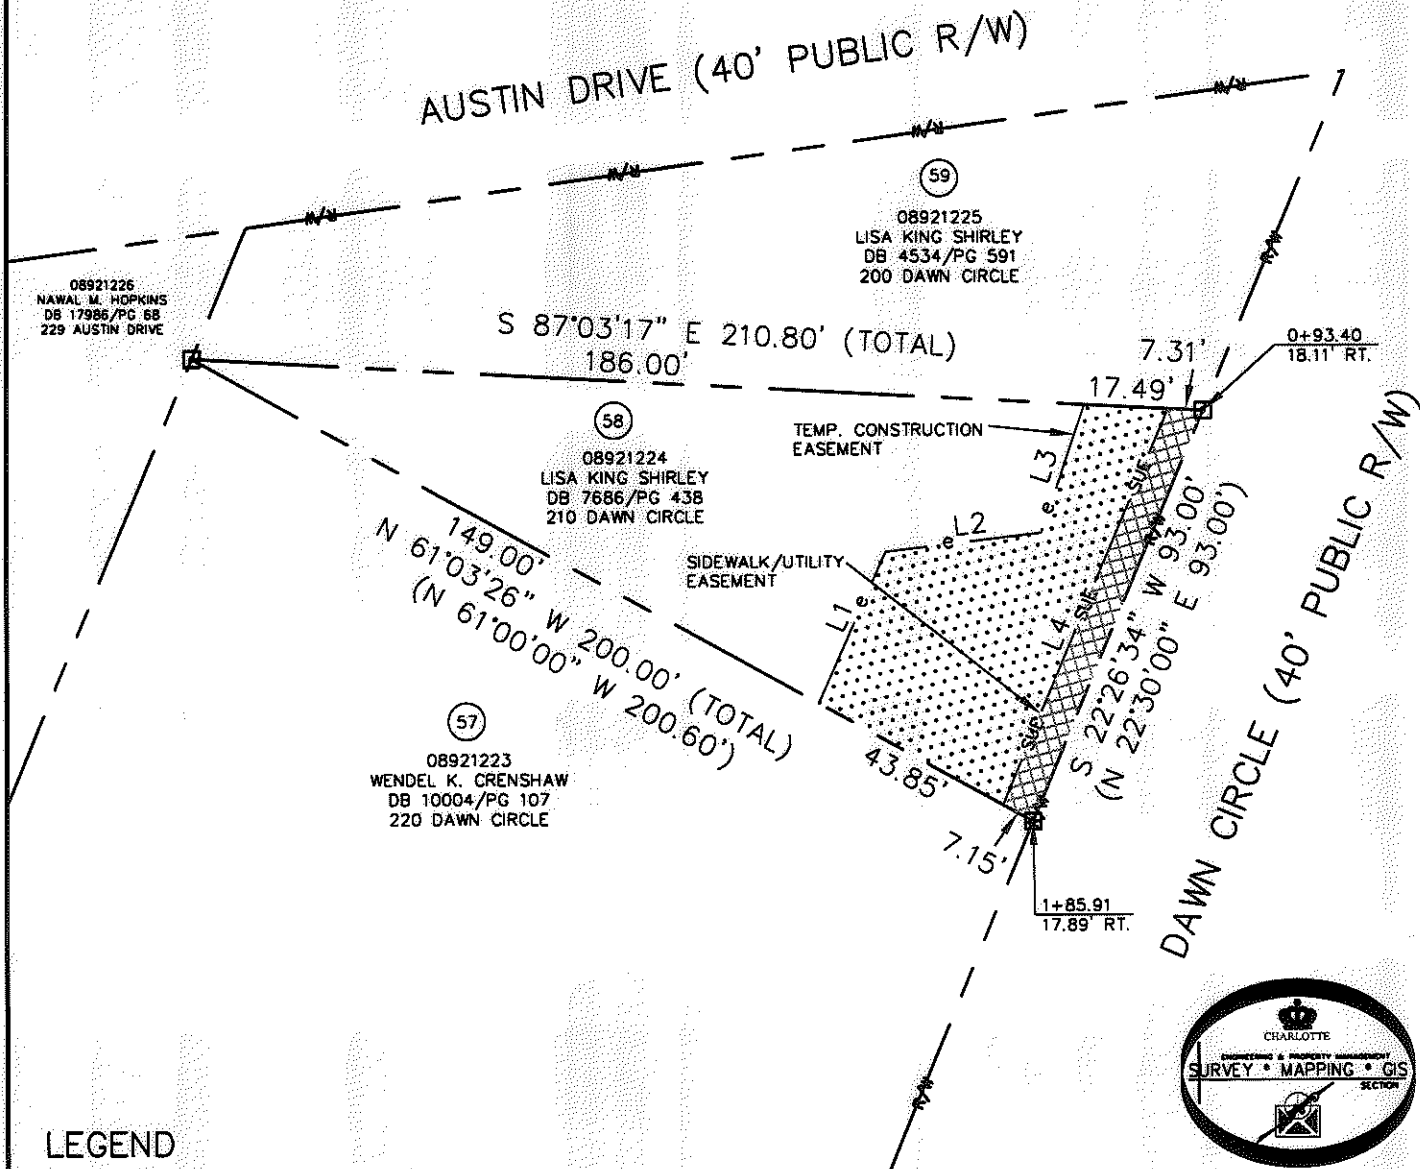 AUSTIN DRIVE (40' PUBLIC R/W)
R/W
R/W
R/W
R/W
59
08921225
LISA KING SHIRLEY
DB 4534/PG 591
200 DAWN CIRCLE
R/W
08921226
NAWAL M. HOPKINS
DB 17986/PG 68
229 AUSTIN DRIVE
S 87°03'17" E 210.80' (TOTAL)
186.00'
7.31'
17.49'
0+93.40
18.11' RT.
58
08921224
LISA KING SHIRLEY
DB 7686/PG 438
210 DAWN CIRCLE
TEMP. CONSTRUCTION
EASEMENT
L3
e
L2
e
SUE
R/W
SIDEWALK/UTILITY
EASEMENT
L1
e
L4
SUE
SUE
149.00'
N 61°03'26" W 200.00' (TOTAL)
(N 61°00'00" W 200.60')
S 22°26'34" W 93.00'
(N 22°30'00" E 93.00')
DAWN CIRCLE (40' PUBLIC R/W)
57
08921223
WENDEL K. CRENSHAW
DB 10004/PG 107
220 DAWN CIRCLE
43.85'
7.15'
R/W
1+85.91
17.89' RT.
R/W
CHARLOTTE
ENGINEERING & PROPERTY MANAGEMENT
SURVEY * MAPPING * GIS
SECTION
LEGEND